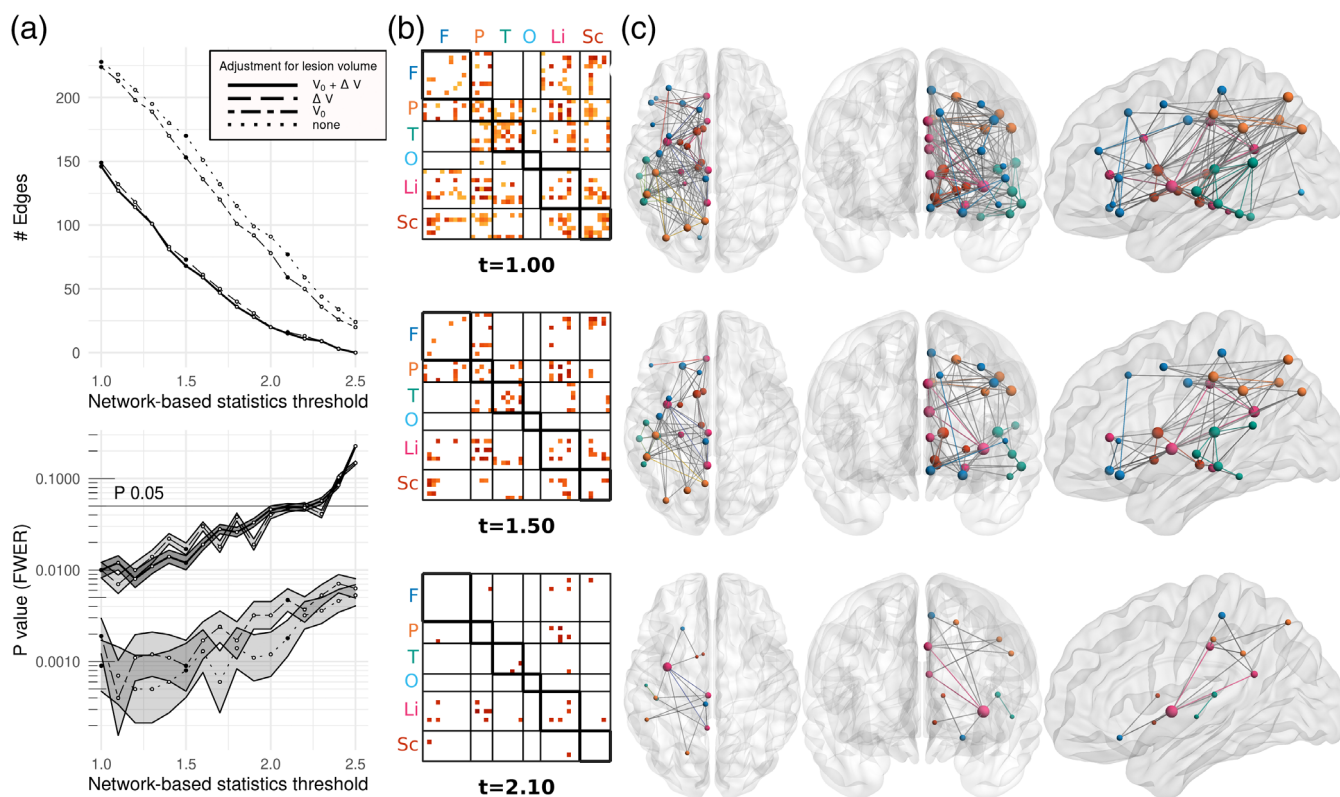 (a)
# Edges
200
150
100
50
0
Adjustment for lesion volume
V₀ + Δ V
Δ V
V₀
none
1.0 1.5 2.0 2.5
Network-based statistics threshold
P value (FWER)
0.1000
0.0100
0.0010
P 0.05
1.0 1.5 2.0 2.5
Network-based statistics threshold
(b)
F P T O Li Sc
F
P
T
O
Li
Sc
t=1.00
F
P
T
O
Li
Sc
t=1.50
F
P
T
O
Li
Sc
t=2.10
(c)